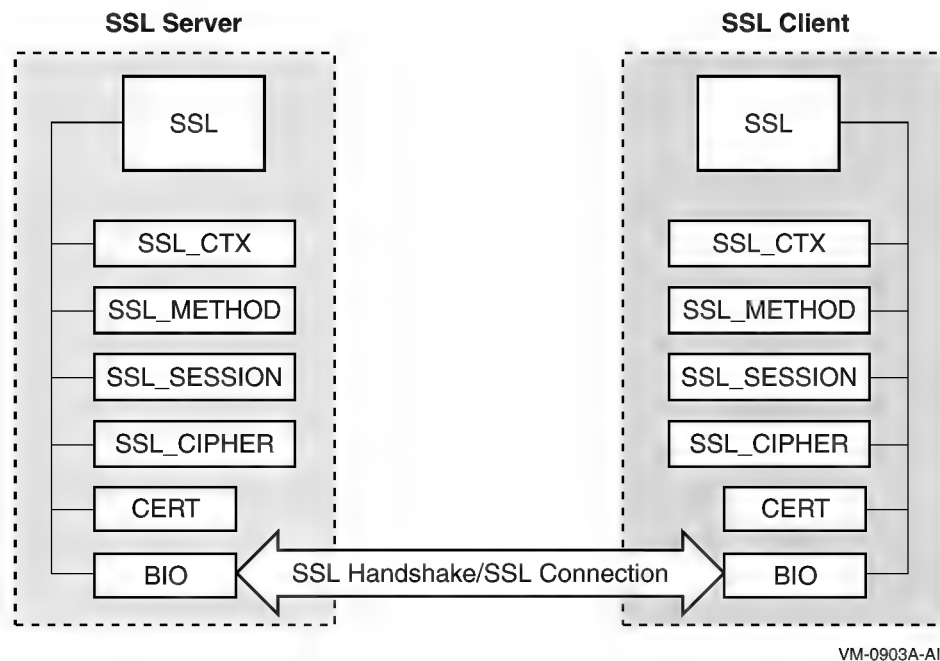 SSL Server
SSL Client
SSL
SSL
SSL_CTX
SSL_CTX
SSL_METHOD
SSL_METHOD
SSL_SESSION
SSL_SESSION
SSL_CIPHER
SSL_CIPHER
CERT
CERT
BIO
SSL Handshake/SSL Connection
BIO
VM-0903A-AI